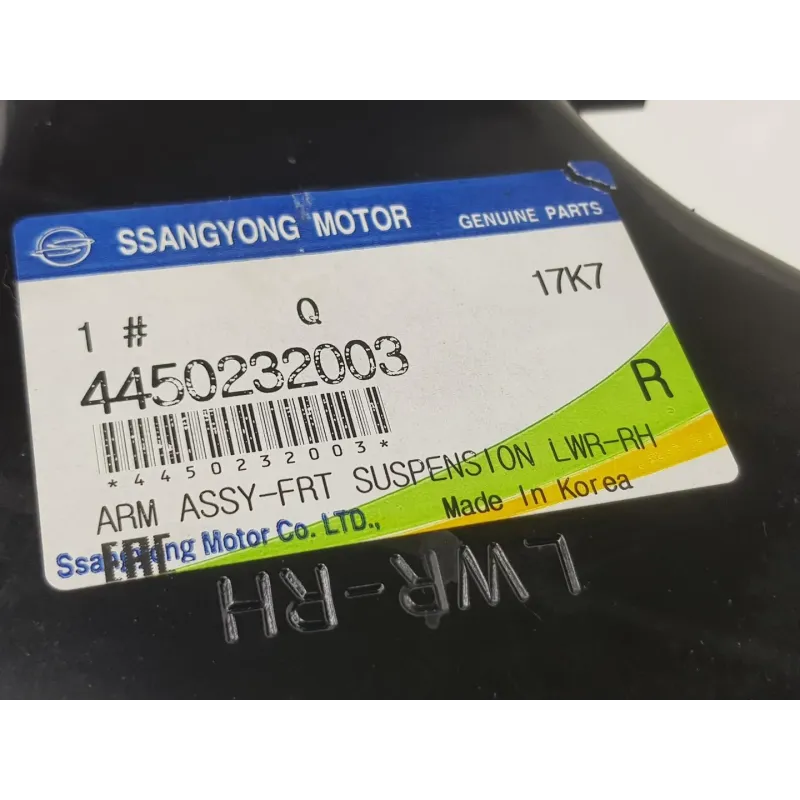 SSANGYONG MOTOR GENUINE PARTS
1 # Q 17K7
4450232003
R
*4450232003*
ARM ASSY-FRT SUSPENSION LWR-RH
Ssangyong Motor Co. LTD., Made In Korea
EAC
LWR-RH